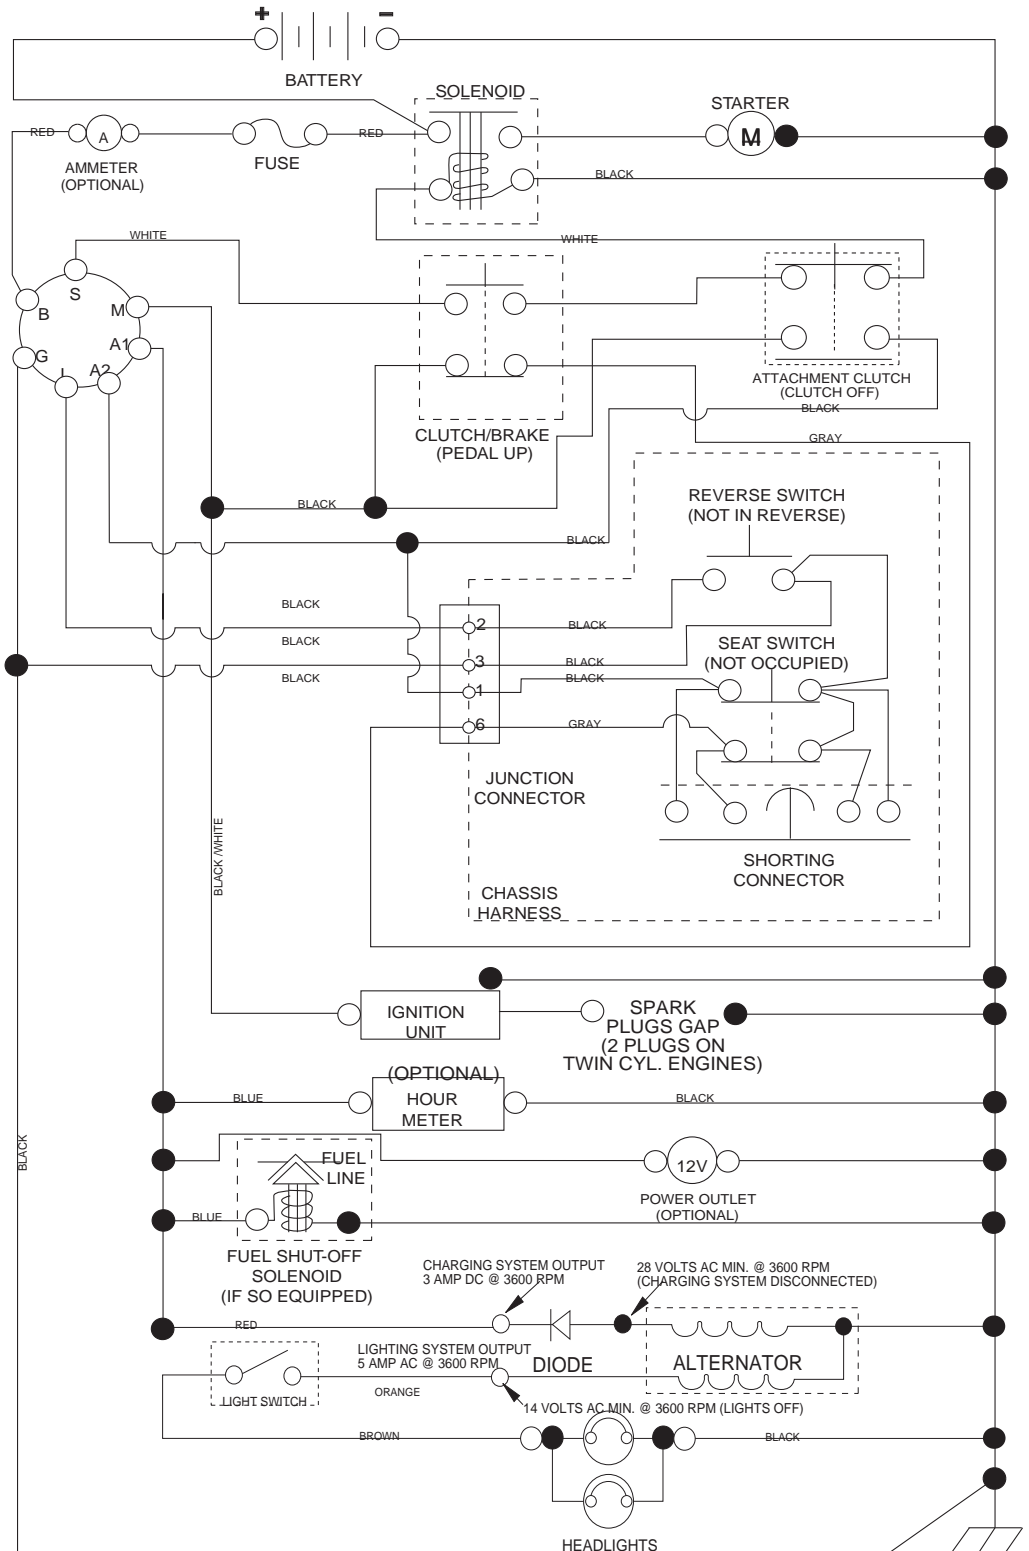 + −
BATTERY
SOLENOID
STARTER
RED
A
RED
M
FUSE
AMMETER
(OPTIONAL)
BLACK
WHITE
WHITE
S
B
M
G
A1
A2
L
ATTACHMENT CLUTCH
(CLUTCH OFF)
BLACK
CLUTCH/BRAKE
(PEDAL UP)
GRAY
REVERSE SWITCH
(NOT IN REVERSE)
BLACK
BLACK
BLACK
2
BLACK
BLACK
SEAT SWITCH
(NOT OCCUPIED)
3
BLACK
BLACK
1
BLACK
6
GRAY
JUNCTION
CONNECTOR
BLACK /WHITE
SHORTING
CONNECTOR
CHASSIS
HARNESS
IGNITION
UNIT
SPARK
PLUGS GAP
(2 PLUGS ON
TWIN CYL. ENGINES)
(OPTIONAL)
HOUR
METER
BLUE
BLACK
BLACK
FUEL
LINE
12V
POWER OUTLET
(OPTIONAL)
BLUE
FUEL SHUT-OFF
SOLENOID
(IF SO EQUIPPED)
CHARGING SYSTEM OUTPUT
3 AMP DC @ 3600 RPM
28 VOLTS AC MIN. @ 3600 RPM
(CHARGING SYSTEM DISCONNECTED)
RED
LIGHTING SYSTEM OUTPUT
5 AMP AC @ 3600 RPM
DIODE
ALTERNATOR
ORANGE
LIGHT SWITCH
14 VOLTS AC MIN. @ 3600 RPM (LIGHTS OFF)
BROWN
BLACK
HEADLIGHTS